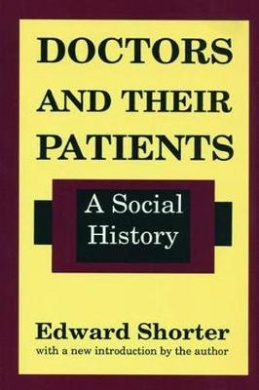 DOCTORS
AND THEIR
PATIENTS
A Social
History
Edward Shorter
with a new introduction by the author